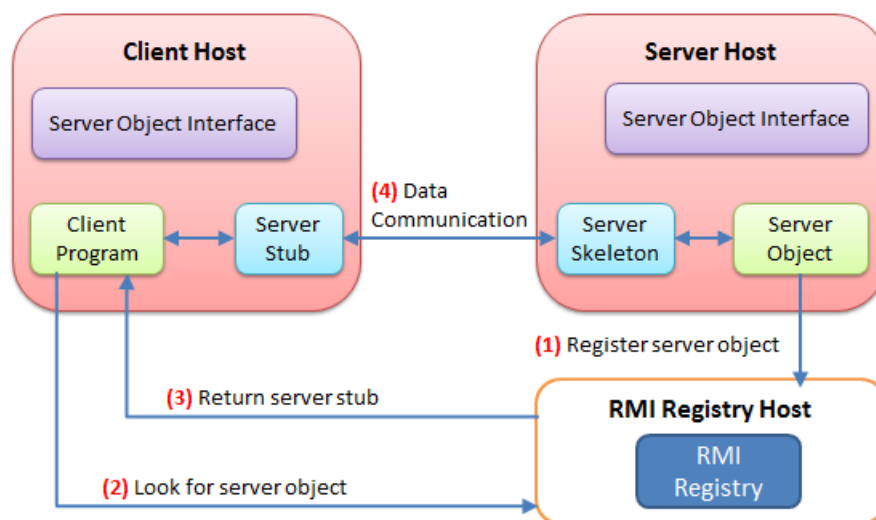 Client Host
Server Object Interface
Client
Program
Server
Stub
(4) Data
Communication
Server Host
Server Object Interface
Server
Skeleton
Server
Object
(1) Register server object
(3) Return server stub
(2) Look for server object
RMI Registry Host
RMI
Registry